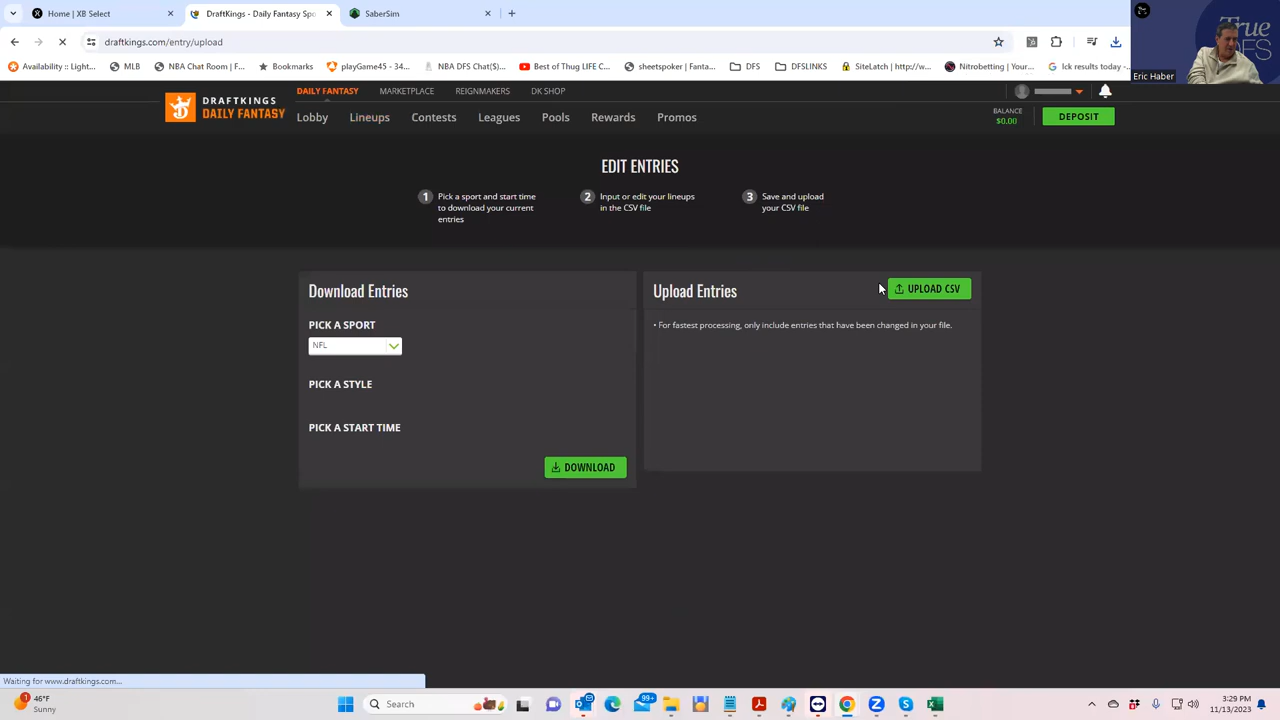 Home | XB Select
DraftKings - Daily Fantasy Spo
SaberSim
draftkings.com/entry/upload
Availability :: Light...
MLB
NBA Chat Room | F...
Bookmarks
playGame45 - 34...
NBA DFS Chat($)...
Best of Thug LIFE C...
sheetspoker | Fanta...
DFS
DFSLINKS
SiteLatch | http://w...
Nitrobetting | Your...
Ick results today -...
True
DFS
Eric Haber
DRAFTKINGS
DAILY FANTASY
DAILY FANTASY
MARKETPLACE
REIGNMAKERS
DK SHOP
Lobby
Lineups
Contests
Leagues
Pools
Rewards
Promos
BALANCE
$0.00
DEPOSIT
EDIT ENTRIES
1 Pick a sport and start time
to download your current
entries
2 Input or edit your lineups
in the CSV file
3 Save and upload
your CSV file
Download Entries
PICK A SPORT
NFL
PICK A STYLE
PICK A START TIME
DOWNLOAD
Upload Entries
UPLOAD CSV
• For fastest processing, only include entries that have been changed in your file.
Waiting for www.draftkings.com...
46°F
Sunny
Search
99+
3:29 PM
11/13/2023